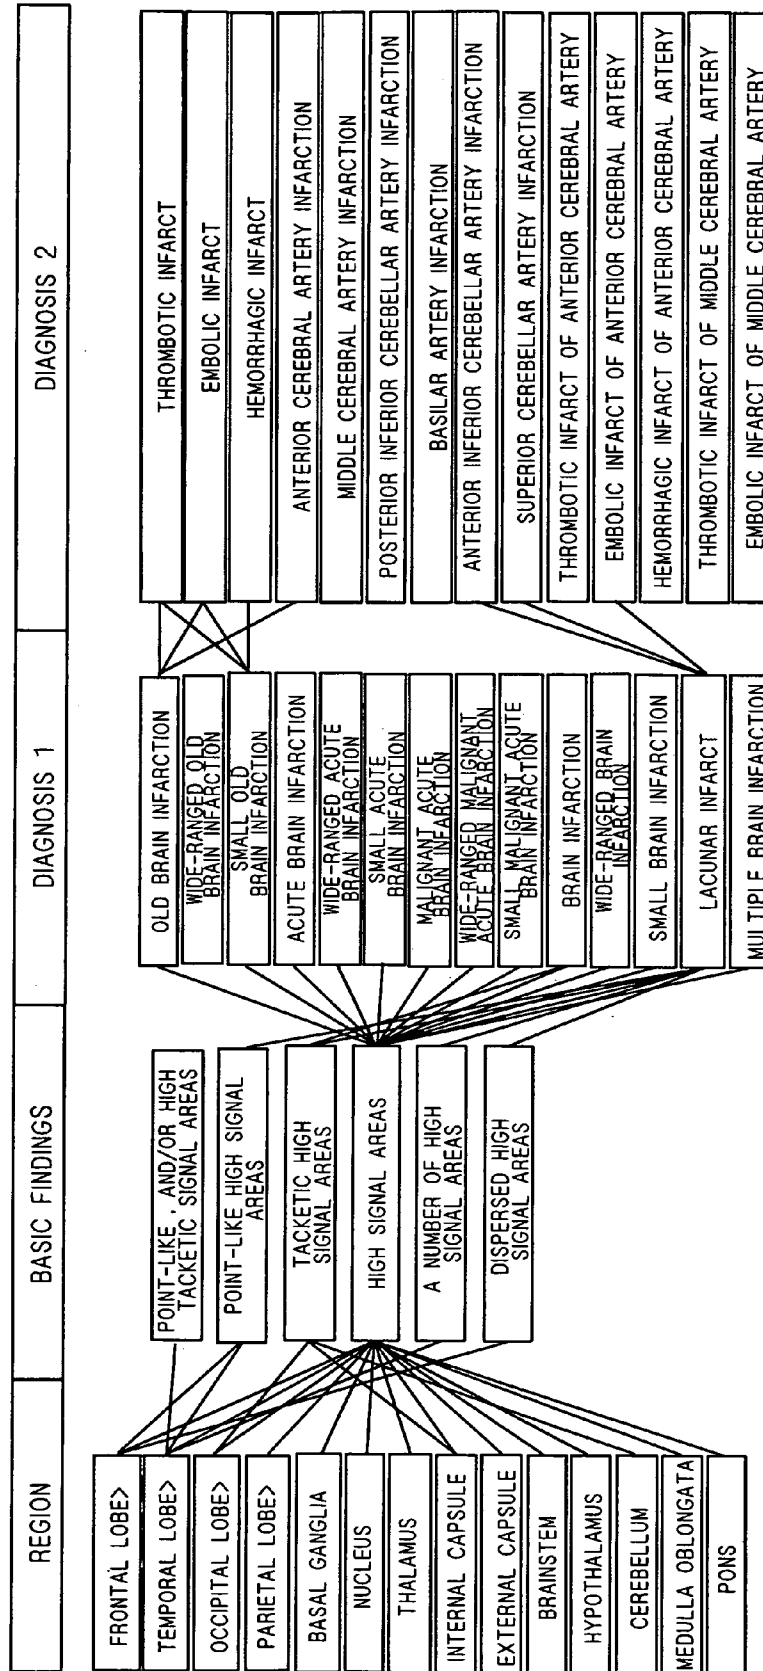 REGION
BASIC FINDINGS
DIAGNOSIS 1
DIAGNOSIS 2
FRONTAL LOBE>
TEMPORAL LOBE>
OCCIPITAL LOBE>
PARIETAL LOBE>
BASAL GANGLIA
NUCLEUS
THALAMUS
INTERNAL CAPSULE
EXTERNAL CAPSULE
BRAINSTEM
HYPOTHALAMUS
CEREBELLUM
MEDULLA OBLONGATA
PONS
POINT-LIKE , AND/OR HIGH
TACKETIC SIGNAL AREAS
POINT-LIKE HIGH SIGNAL
AREAS
TACKETIC HIGH
SIGNAL AREAS
HIGH SIGNAL AREAS
A NUMBER OF HIGH
SIGNAL AREAS
DISPERSED HIGH
SIGNAL AREAS
OLD BRAIN INFARCTION
WIDE-RANGED OLD
BRAIN INFARCTION
SMALL OLD
BRAIN INFARCTION
ACUTE BRAIN INFARCTION
WIDE-RANGED ACUTE
BRAIN INFARCTION
SMALL ACUTE
BRAIN INFARCTION
MALIGNANT ACUTE
BRAIN INFARCTION
WIDE-RANGED MALIGNANT
ACUTE BRAIN INFARCTION
SMALL MALIGNANT ACUTE
BRAIN INFARCTION
BRAIN INFARCTION
WIDE-RANGED BRAIN
INFARCTION
SMALL BRAIN INFARCTION
LACUNAR INFARCT
MULTIPLE BRAIN INFARCTION
THROMBOTIC INFARCT
EMBOLIC INFARCT
HEMORRHAGIC INFARCT
ANTERIOR CEREBRAL ARTERY INFARCTION
MIDDLE CEREBRAL ARTERY INFARCTION
POSTERIOR INFERIOR CEREBELLAR ARTERY INFARCTION
BASILAR ARTERY INFARCTION
ANTERIOR INFERIOR CEREBELLAR ARTERY INFARCTION
SUPERIOR CEREBELLAR ARTERY INFARCTION
THROMBOTIC INFARCT OF ANTERIOR CEREBRAL ARTERY
EMBOLIC INFARCT OF ANTERIOR CEREBRAL ARTERY
HEMORRHAGIC INFARCT OF ANTERIOR CEREBRAL ARTERY
THROMBOTIC INFARCT OF MIDDLE CEREBRAL ARTERY
EMBOLIC INFARCT OF MIDDLE CEREBRAL ARTERY